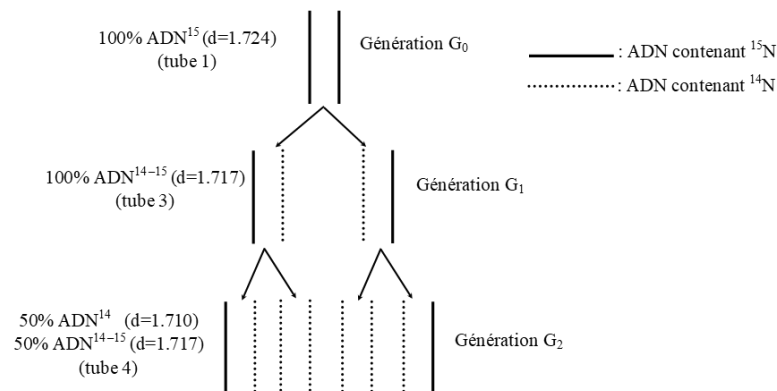 100% ADN¹⁵ (d=1.724)
(tube 1)
Génération G₀
: ADN contenant ¹⁵N
: ADN contenant ¹⁴N
100% ADN¹⁴⁻¹⁵ (d=1.717)
(tube 3)
Génération G₁
50% ADN¹⁴ (d=1.710)
50% ADN¹⁴⁻¹⁵ (d=1.717)
(tube 4)
Génération G₂